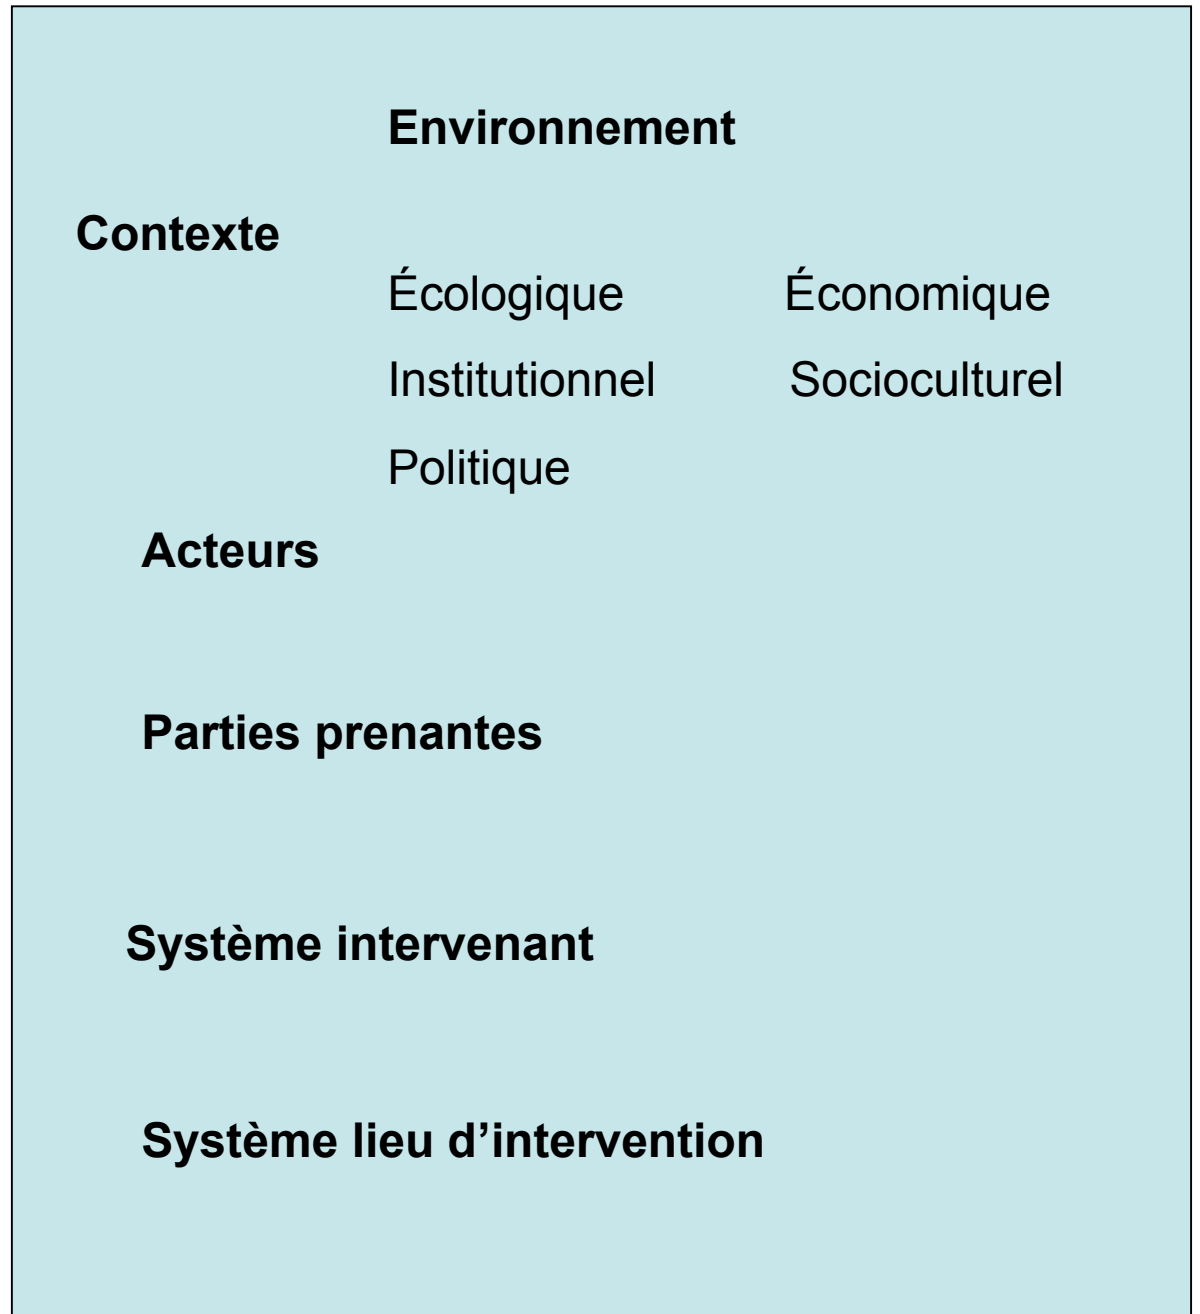 Environnement
Contexte
Écologique Économique
Institutionnel Socioculturel
Politique
Acteurs
Parties prenantes
Système intervenant
Système lieu d’intervention